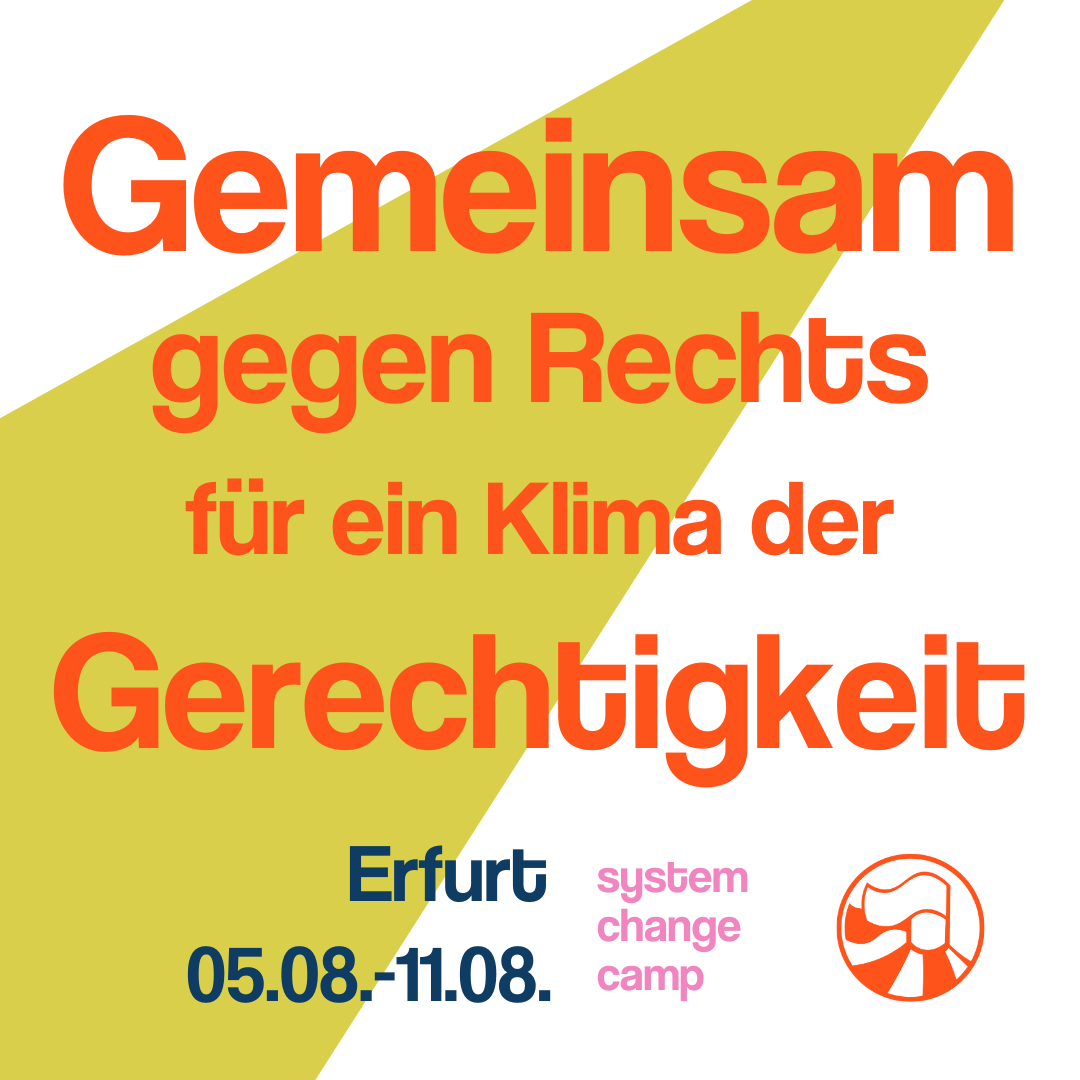 Gemeinsam
gegen Rechts
für ein Klima der
Gerechtigkeit
Erfurt
05.08.-11.08.
system
change
camp